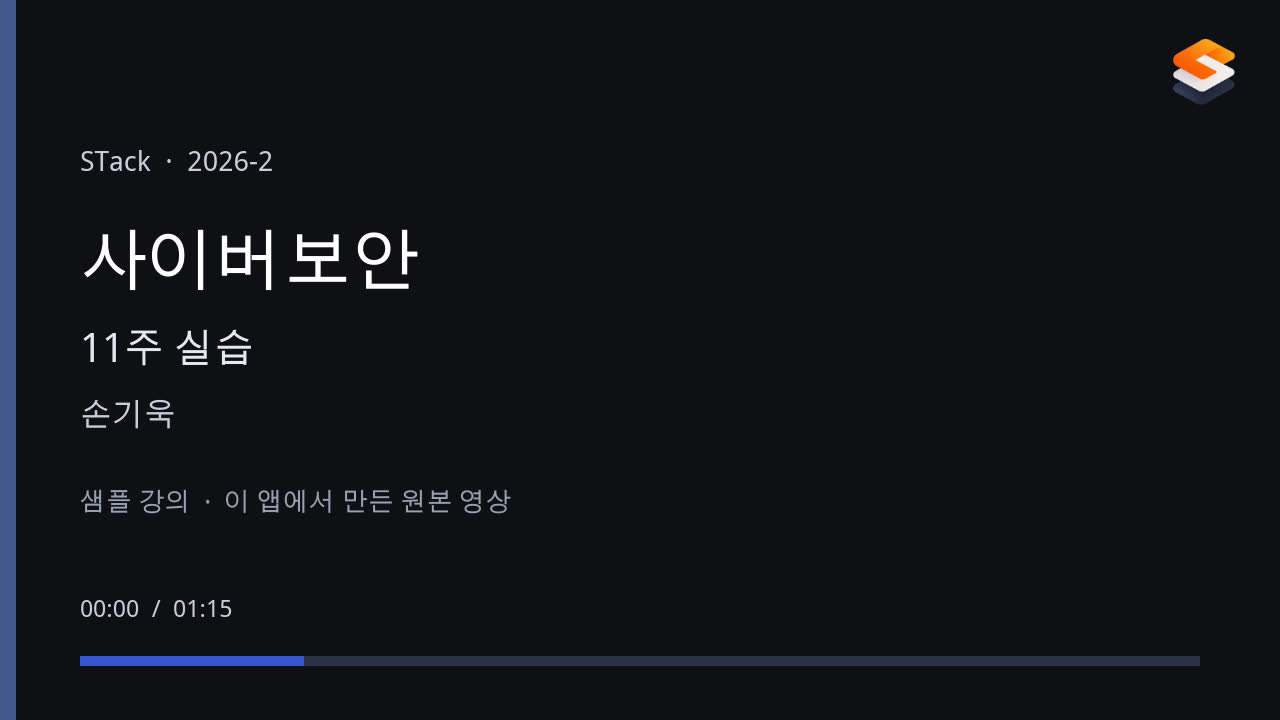 STack · 2026-2
사이버보안
11주 실습
손기욱
샘플 강의 · 이 앱에서 만든 원본 영상
00:00 / 01:15